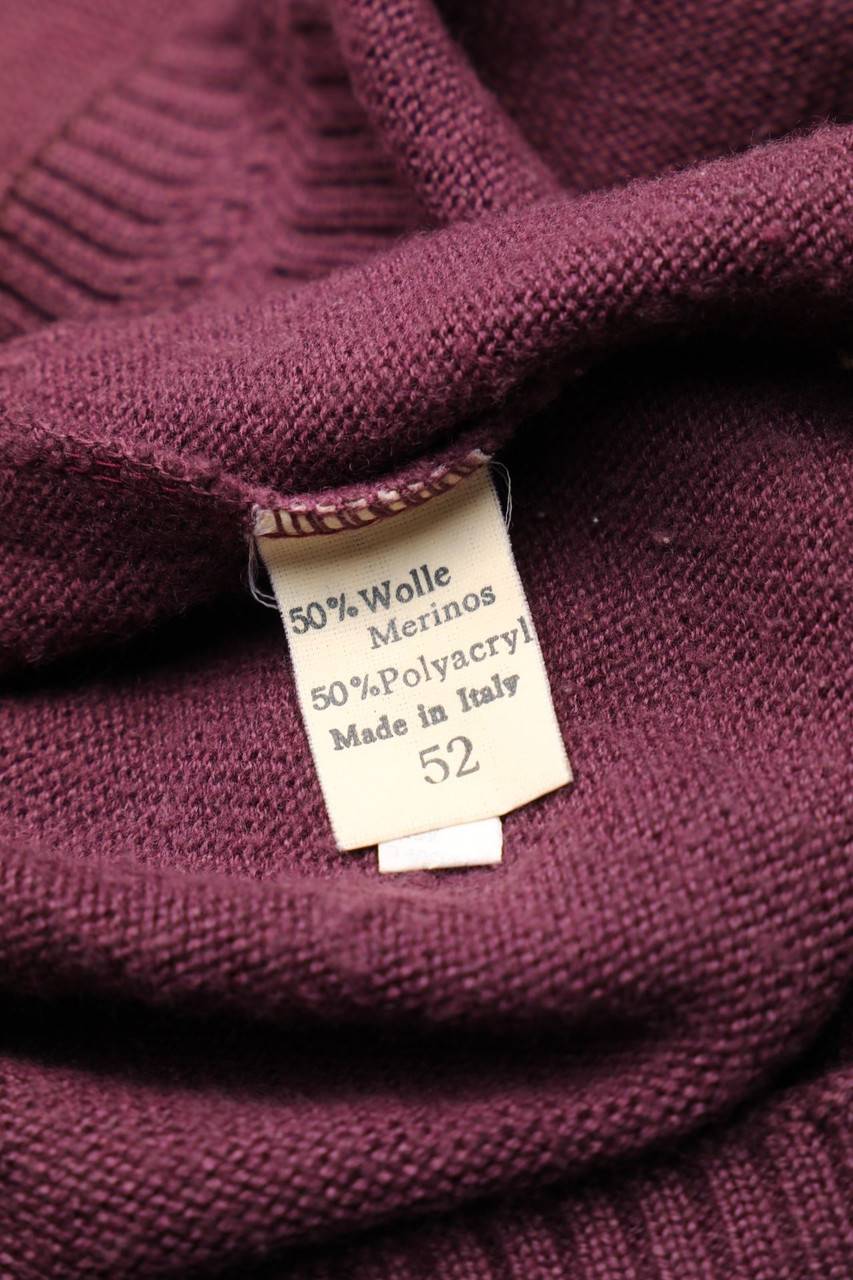 50% Wolle
Merinos
50% Polyacryl
Made in Italy
52